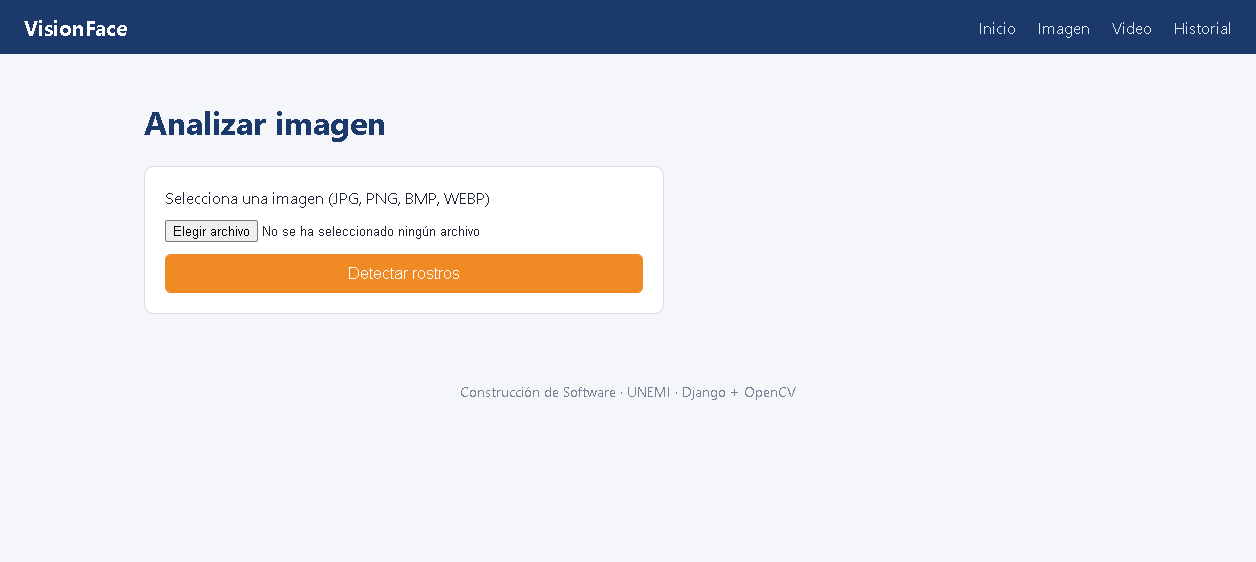 VisionFace
Inicio Imagen Video Historial
Analizar imagen
Selecciona una imagen (JPG, PNG, BMP, WEBP)
Elegir archivo No se ha seleccionado ningún archivo
Detectar rostros
Construcción de Software · UNEMI · Django + OpenCV